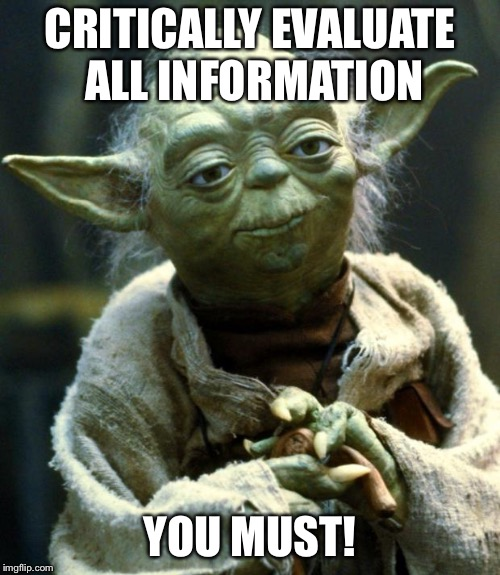 CRITICALLY EVALUATE
ALL INFORMATION
YOU MUST!
imgflip.com